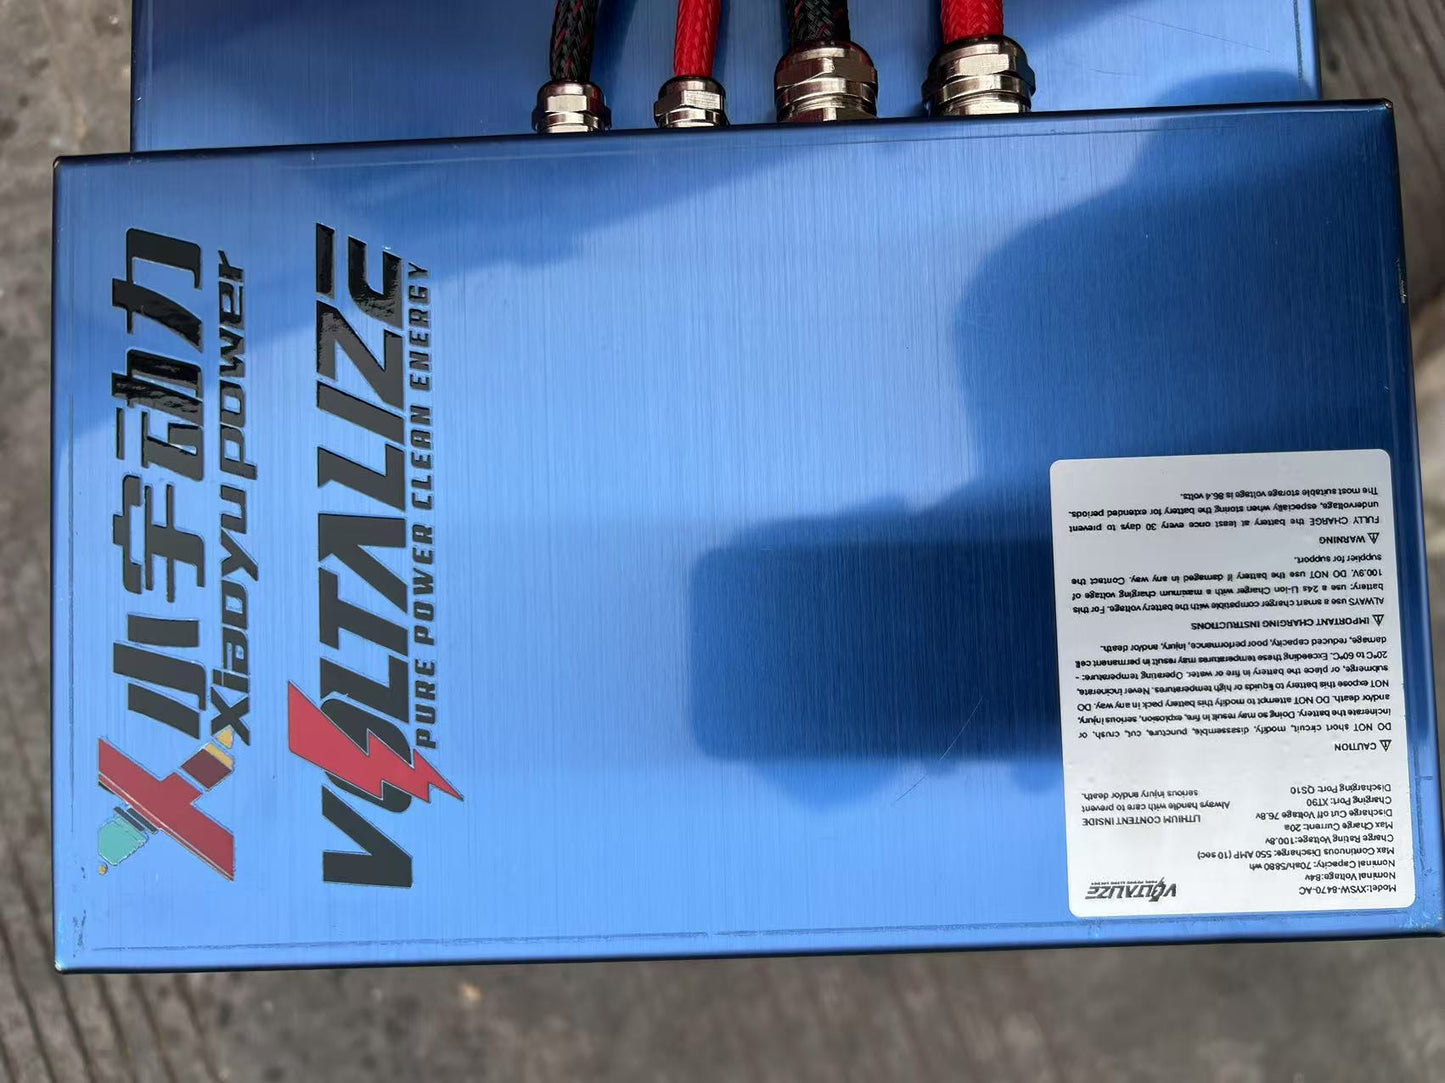 小宇动力
Xiaoyu power
VOLTALIZE
PURE POWER CLEAN ENERGY
VOLTALIZE
Model:XYSW-8470-AC
Nominal Voltage:84v
Nominal Capacity: 70ah/5880 wh
Max Continuous Discharge: 550 AMP (10 sec)
Charge Rating Voltage:100.8v
Max Charge Current: 20a
Discharge Cut off Voltage 76.8v
Charging Port: XT90
Discharging Port: QS10
LITHIUM CONTENT INSIDE
Always handle with care to prevent
serious injury and/or death.
⚠ CAUTION
DO NOT short circuit, modify, disassemble, puncture, cut, crush, or
incinerate the battery. Doing so may result in fire, explosion, serious injury,
and/or death. DO NOT attempt to modify this battery pack in any way. DO
NOT expose this battery to liquids or high temperatures. Never incinerate,
submerge, or place the battery in fire or water. Operating temperature: -
20°C to 60°C. Exceeding these temperatures may result in permanent cell
damage, reduced capacity, poor performance, injury, and/or death.
⚠ IMPORTANT CHARGING INSTRUCTIONS
ALWAYS use a smart charger compatible with the battery voltage. For this
battery; use a 24s Li-ion Charger with a maximum charging voltage of
100.9V. DO NOT use the battery if damaged in any way. Contact the
supplier for support.
⚠ WARNING
FULLY CHARGE the battery at least once every 30 days to prevent
undervoltage, especially when storing the battery for extended periods.
The most suitable storage voltage is 86.4 volts.